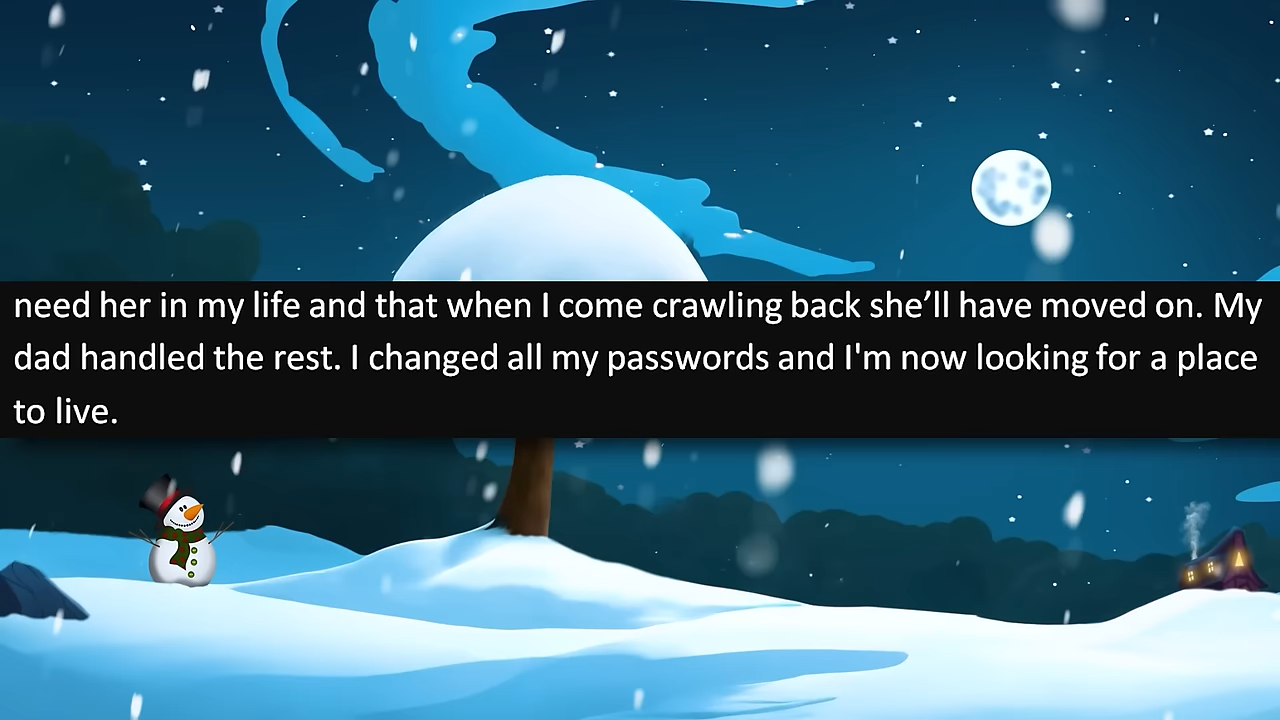 need her in my life and that when I come crawling back she’ll have moved on. My
dad handled the rest. I changed all my passwords and I'm now looking for a place
to live.